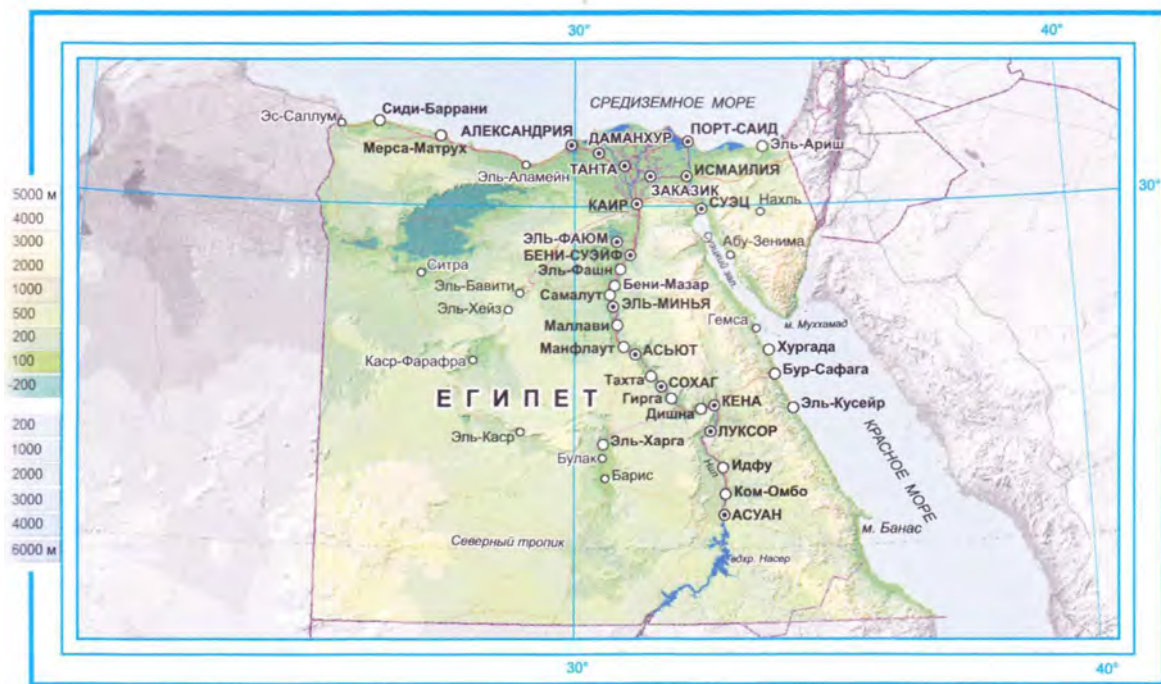 30°
40°
СРЕДИЗЕМНОЕ МОРЕ
Сиди-Баррани
Эс-Саллум
АЛЕКСАНДРИЯ
ДАМАНХУР
ПОРТ-САИД
Мерса-Матрух
Эль-Ариш
Эль-Аламейн
ТАНТА
ИСМАИЛИЯ
ЗАКАЗИК
30°
КАИР
СУЭЦ
Нахль
5000 м
4000
3000
2000
1000
500
200
100
-200
200
1000
2000
3000
4000
6000 м
ЭЛЬ-ФАЮМ
БЕНИ-СУЭЙФ
Суэцкий зал.
Абу-Зенима
Ситра
Эль-Фашн
Эль-Бавити
Бени-Мазар
Самалут
Эль-Хейз
ЭЛЬ-МИНЬЯ
Маллави
Гемса
м. Муххамад
Манфлаут
АСЬЮТ
Хургада
Каср-Фарафра
Бур-Сафага
Тахта
СОХАГ
ЕГИПЕТ
Гирга
КЕНА
Дишна
Эль-Кусейр
Эль-Каср
Эль-Харга
ЛУКСОР
КРАСНОЕ МОРЕ
Булак
Нил
Идфу
Барис
Ком-Омбо
АСУАН
м. Банас
Северный тропик
вдхр. Насер
30°
40°